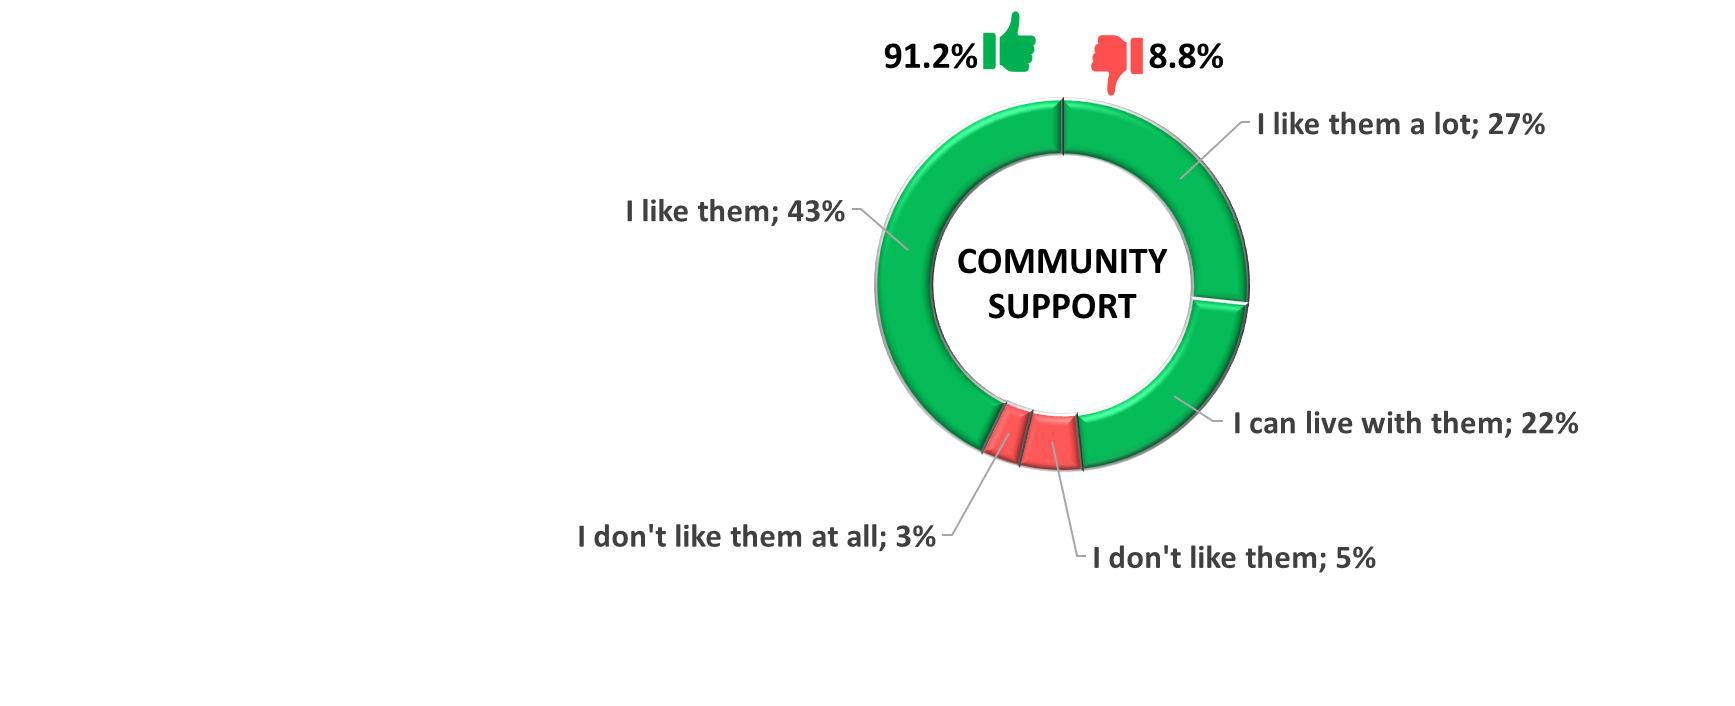 91.2% 8.8%
I like them a lot; 27%
I like them; 43%
COMMUNITY
SUPPORT
I can live with them; 22%
I don't like them at all; 3%
I don't like them; 5%